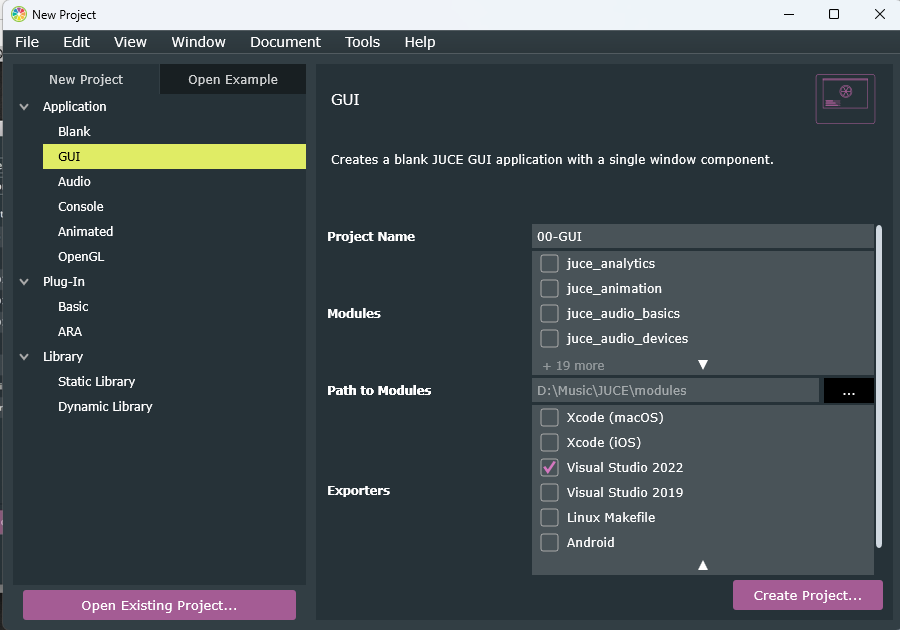 New Project
File Edit View Window Document Tools Help
New Project
Open Example
Application
Blank
GUI
Audio
Console
Animated
OpenGL
Plug-In
Basic
ARA
Library
Static Library
Dynamic Library
Open Existing Project...
GUI
Creates a blank JUCE GUI application with a single window component.
Project Name
00-GUI
Modules
juce_analytics
juce_animation
juce_audio_basics
juce_audio_devices
+ 19 more
Path to Modules
D:\Music\JUCE\modules
...
Exporters
Xcode (macOS)
Xcode (iOS)
Visual Studio 2022
Visual Studio 2019
Linux Makefile
Android
Create Project...